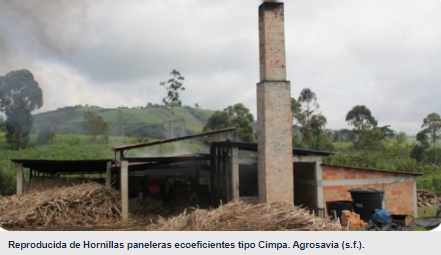 Reproducida de Hornillas paneleras ecoeficientes tipo Cimpa. Agrosavia (s.f.).